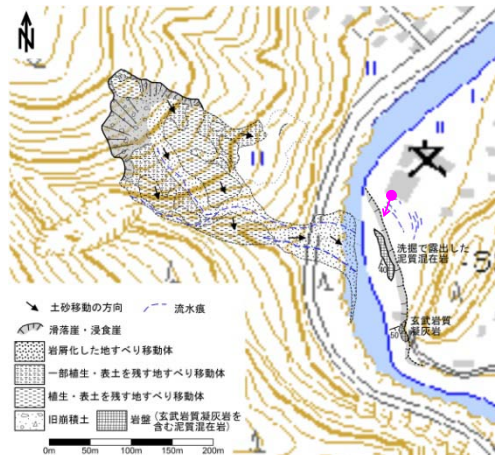 N
文
洗掘で露出した
泥質混在岩
40
玄武岩質
凝灰岩
50
土砂移動の方向
流水痕
滑落崖・浸食崖
岩屑化した地すべり移動体
一部植生・表土を残す地すべり移動体
植生・表土を残す地すべり移動体
旧崩積土
岩盤(玄武岩質凝灰岩を
含む泥質混在岩)
0m 50m 100m 150m 200m